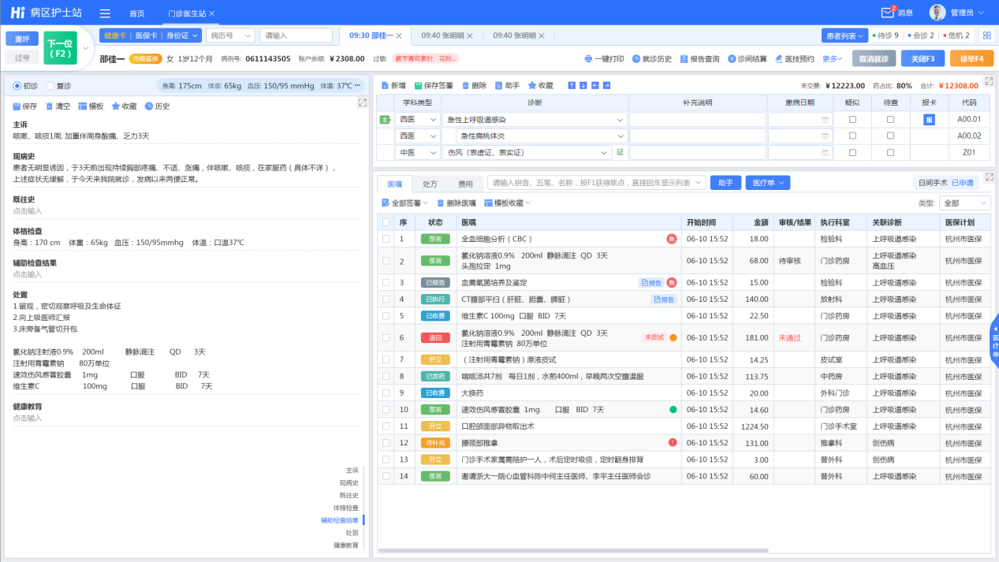 Hi 病区护士站 首页 门诊医生站 2 消息 管理员
重呼 过号 下一位 (F2)
健康卡 医保卡 身份证 病历号 请输入 09:30 邵佳一 09:40 张明明 09:40 张明明 患者列表 待诊 9 会诊 2 危机 2
邵佳一 市级医保 女 1岁12个月 病例号: 0611143505 账户余额: ¥2308.00 过敏: 氨苄青霉素针、花粉... 一键打印 就诊历史 报告查询 诊间结算 医技预约 更多 取消就诊 关闭F3 诊毕F4
初诊 复诊 身高: 175cm 体重: 65kg 血压: 150/95 mmHg 体温: 37℃ ···
保存 清空 模板 收藏 历史
主诉
咳嗽、咳痰1周, 加重伴周身酸痛、乏力3天
现病史
患者无明显诱因，于3天前出现持续胸部疼痛、不适、涨痛，伴咳嗽、咳痰，在家服药（具体不详），
上述症状无缓解，于今天来我院就诊，发病以来两便正常。
既往史
点击输入
体格检查
身高：170 cm 体重：65kg 血压：150/95mmhg 体温：口温37℃
辅助检查结果
点击输入
处置
1.留观，密切观察呼吸及生命体征
2.向上级医师汇报
3.床旁备气管切开包
氯化钠注射液0.9% 200ml 静脉滴注 QD 3天
注射用青霉素钠 80万单位
速效伤风感冒胶囊 1mg 口服 BID 7天
维生素C 100mg 口服 BID 7天
健康教育
点击输入
主诉
现病史
既往史
体格检查
辅助检查结果
处置
健康教育
新增 保存签署 删除 助手 收藏 未交费: ¥12223.00 药占比: 80% 合计: ¥12308.00
学科类型 诊断 补充说明 患病日期 疑似 待查 报卡 代码
主 西医 急性上呼吸道感染 报 A00.01
西医 急性扁桃体炎 A00.02
中医 伤风（表虚证，表实证） 证 Z01
医嘱 处方 费用 请输入拼音、五笔、名称，按F1获得焦点，直接回车显示列表 助手 医疗单 日间手术 已申请
全部签署 删除医嘱 模板收藏 类型: 全部
序 状态 医嘱 开始时间 金额 审核/结果 执行科室 关联诊断 医保计划
1 签署 全血细胞分析（CBC） 急 06-10 15:52 18.00 检验科 上呼吸道感染 杭州市医保
2 签署 氯化钠溶液0.9% 200ml 静脉滴注 QD 3天 06-10 15:52 68.00 待审核 门诊药房 上呼吸道感染 杭州市医保
头孢拉定 1mg 高血压
3 已报告 血需氧菌培养及鉴定 报告 急 06-10 15:52 15.00 检验科 上呼吸道感染 杭州市医保
4 已执行 CT腹部平扫（肝脏、胆囊、脾脏） 报告 06-10 15:52 140.00 放射科 上呼吸道感染 杭州市医保
5 已收费 维生素C 100mg 口服 BID 7天 06-10 15:52 22.50 门诊药房 上呼吸道感染 杭州市医保
6 退回 氯化钠溶液0.9% 200ml 静脉滴注 QD 3天 未皮试 06-10 15:52 181.00 未通过 门诊药房 上呼吸道感染 杭州市医保
注射用青霉素钠 80万单位
7 开立 （注射用青霉素钠）原液皮试 06-10 15:52 14.25 皮试室 上呼吸道感染 杭州市医保
8 已发药 喘咳汤共7剂 每日1剂，水煎400ml，早晚两次空腹温服 06-10 15:52 113.75 中药房 上呼吸道感染 杭州市医保
9 已收费 大换药 06-10 15:52 20.00 外科门诊 上呼吸道感染 杭州市医保
10 签署 速效伤风感冒胶囊 1mg 口服 BID 7天 06-10 15:52 14.60 门诊药房 上呼吸道感染 杭州市医保
11 开立 口腔颌面部异物取出术 06-10 15:52 1224.50 门诊手术室 上呼吸道感染 杭州市医保
12 待补充 腰颈部推拿 ! 06-10 15:52 131.00 推拿科 创伤病 杭州市医保
13 开立 门诊手术家属需陪护一人，术后定时吸痰，定时翻身排背 06-10 15:52 3.00 普外科 创伤病 杭州市医保
14 签署 邀请浙大一院心血管科陈中何主任医师、李平主任医师会诊 06-10 15:52 60.00 普外科 上呼吸道感染 杭州市医保
医疗单